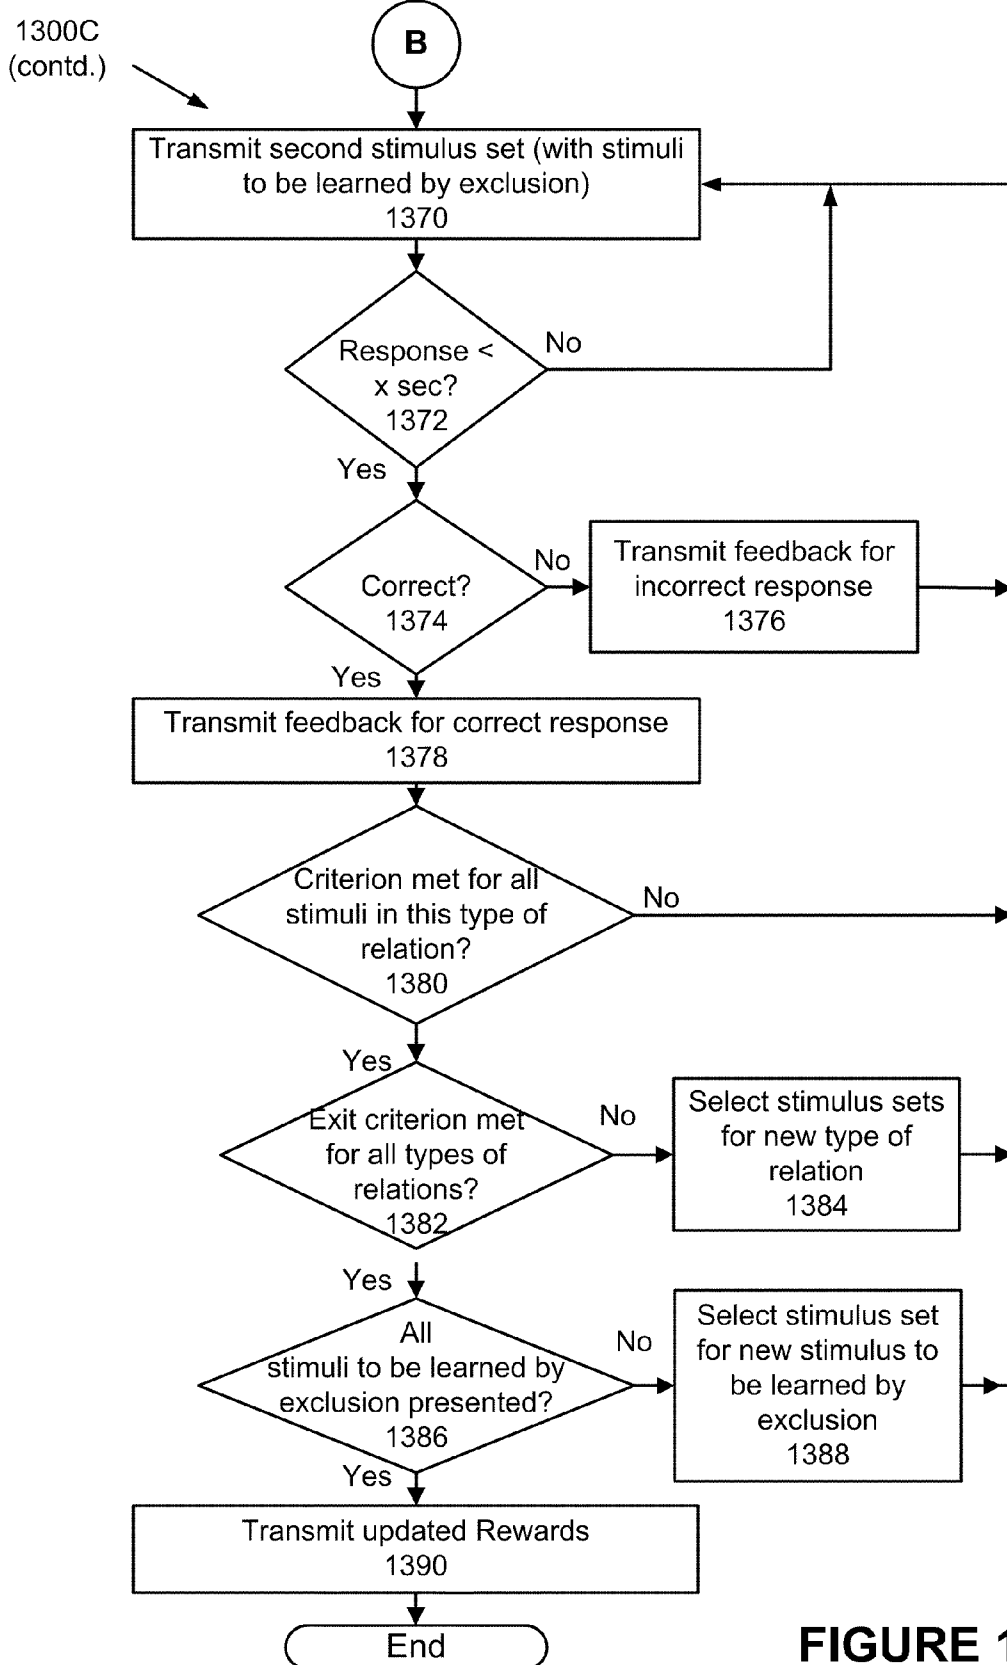 1300C
(contd.)
B
Transmit second stimulus set (with stimuli
to be learned by exclusion)
1370
Response <
x sec?
1372
No
Yes
Correct?
1374
No
Transmit feedback for
incorrect response
1376
Yes
Transmit feedback for correct response
1378
Criterion met for all
stimuli in this type of
relation?
1380
No
Yes
Exit criterion met
for all types of
relations?
1382
No
Select stimulus sets
for new type of
relation
1384
Yes
All
stimuli to be learned by
exclusion presented?
1386
No
Select stimulus set
for new stimulus to
be learned by
exclusion
1388
Yes
Transmit updated Rewards
1390
End
FIGURE